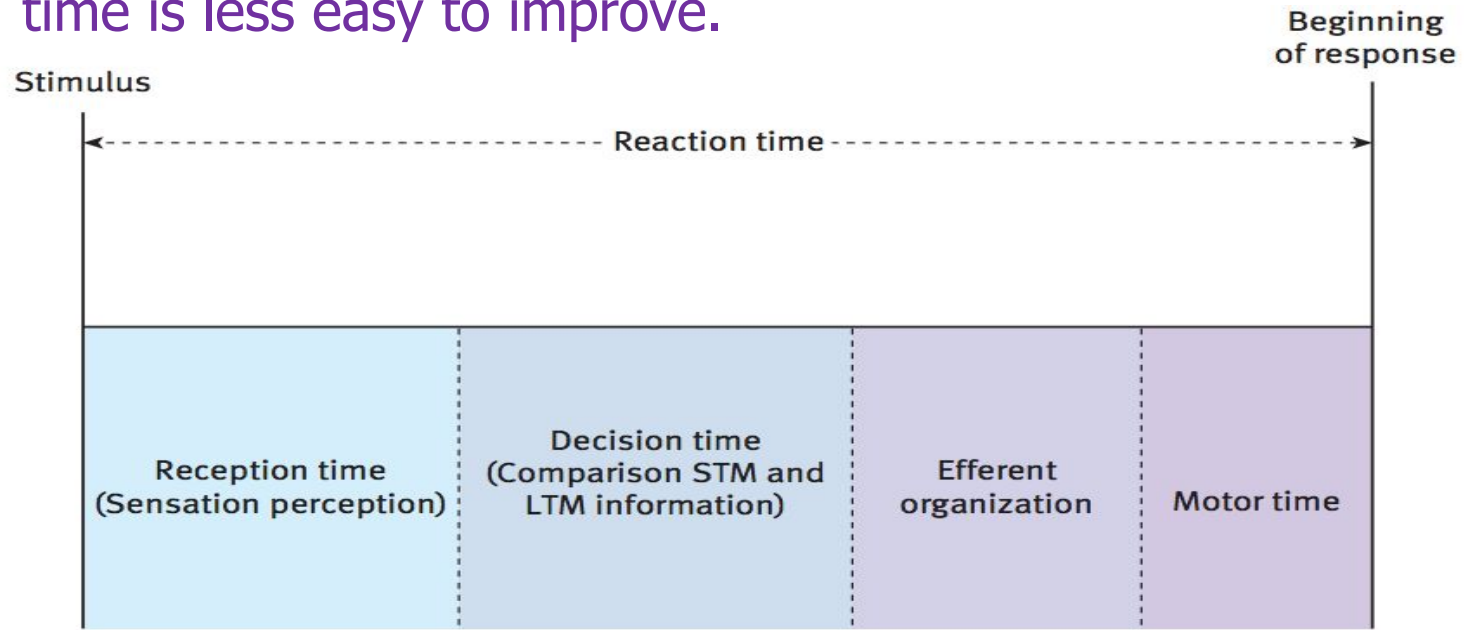 time is less easy to improve.
Beginning
of response
Stimulus
Reaction time
Reception time
(Sensation perception)
Decision time
(Comparison STM and
LTM information)
Efferent
organization
Motor time